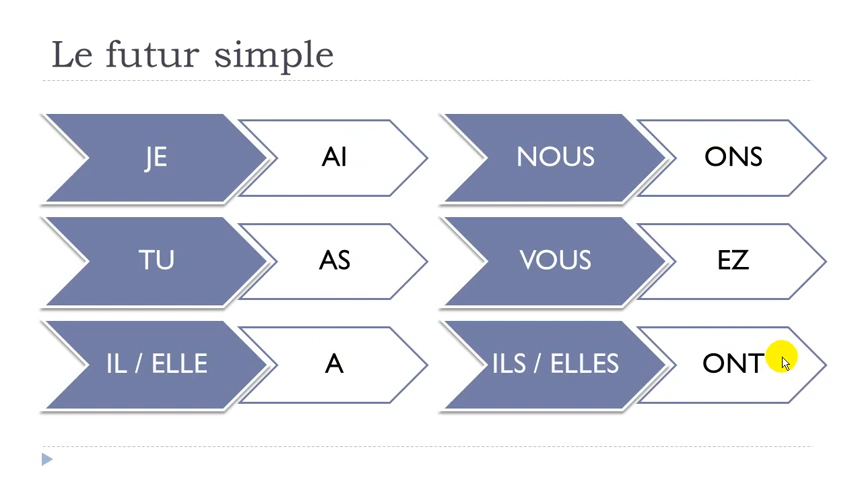 Le futur simple
JE AI NOUS ONS
TU AS VOUS EZ
IL / ELLE A ILS / ELLES ONT